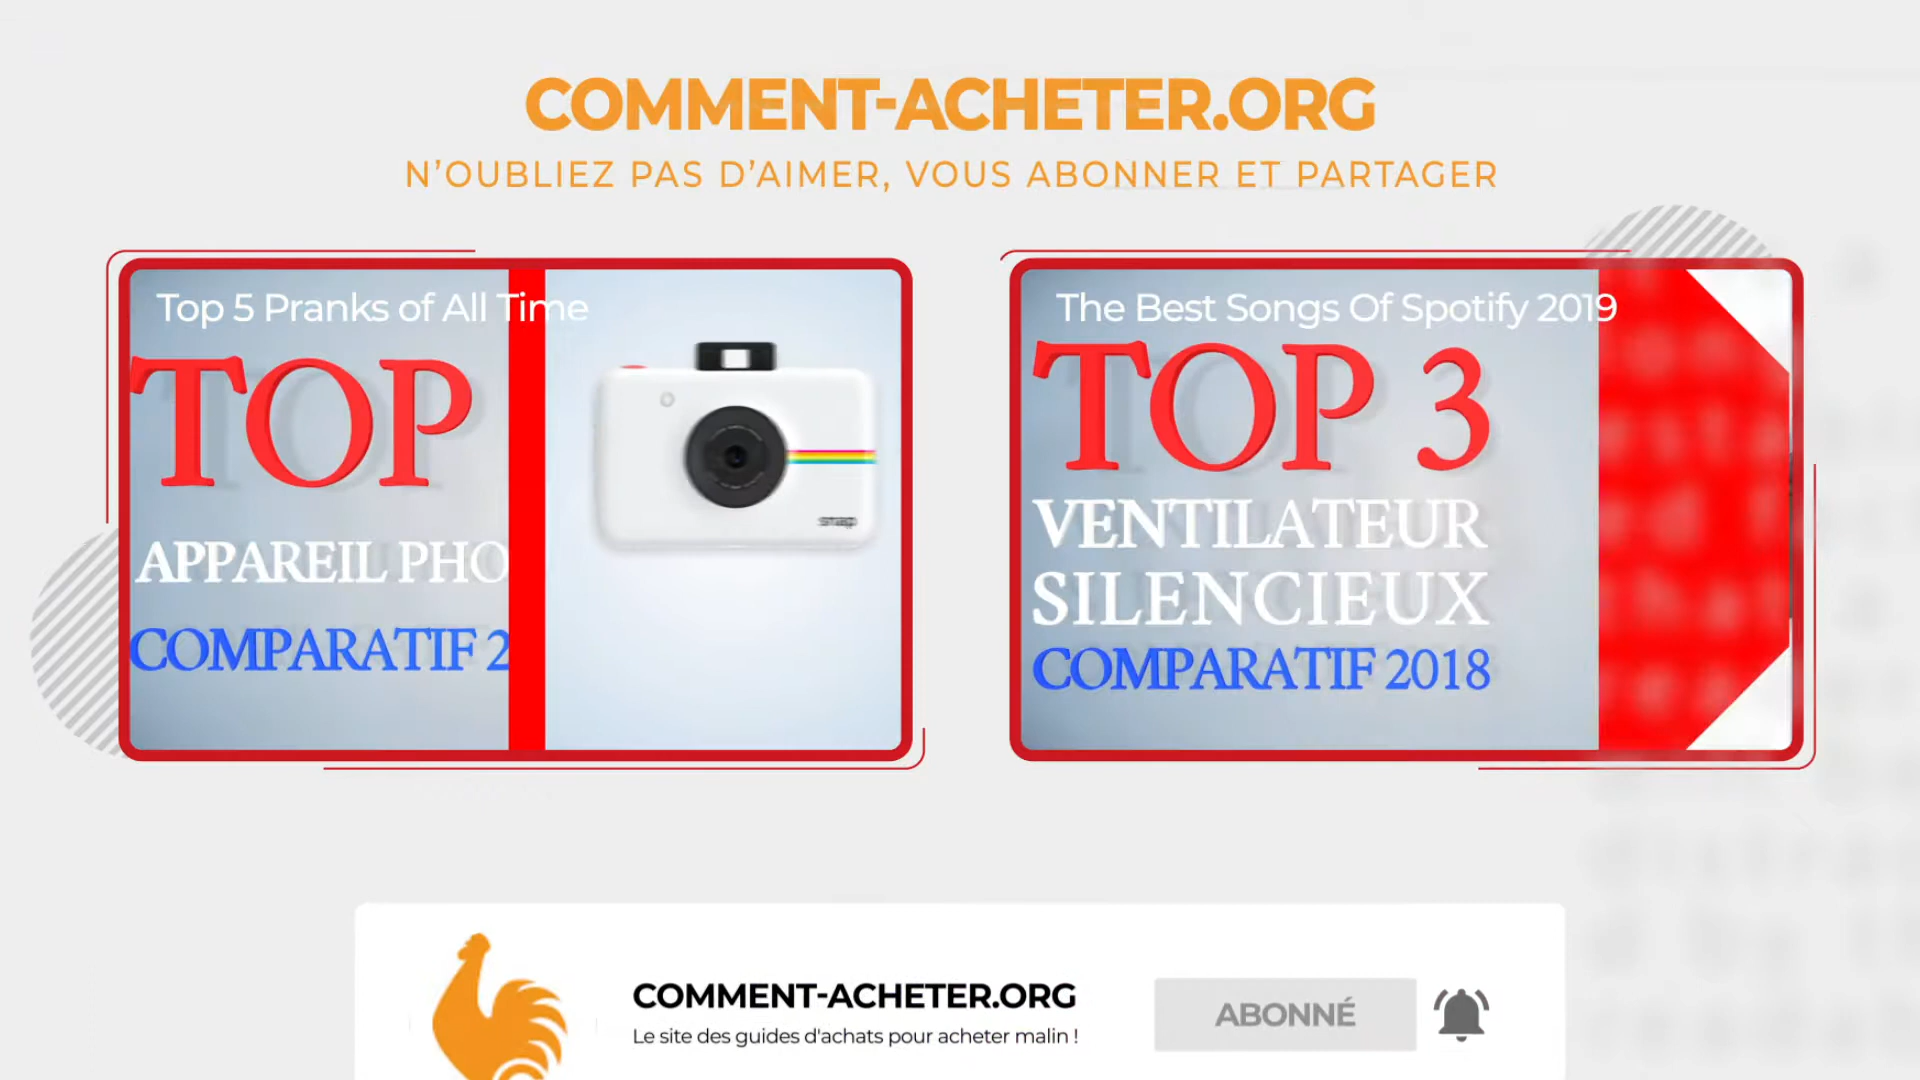 COMMENT-ACHETER.ORG
N’OUBLIEZ PAS D’AIMER, VOUS ABONNER ET PARTAGER
Top 5 Pranks of All Time
TOP
APPAREIL PHO
COMPARATIF 2
snap
The Best Songs Of Spotify 2019
TOP 3
VENTILATEUR
SILENCIEUX
COMPARATIF 2018
COMMENT-ACHETER.ORG
Le site des guides d'achats pour acheter malin !
ABONNÉ